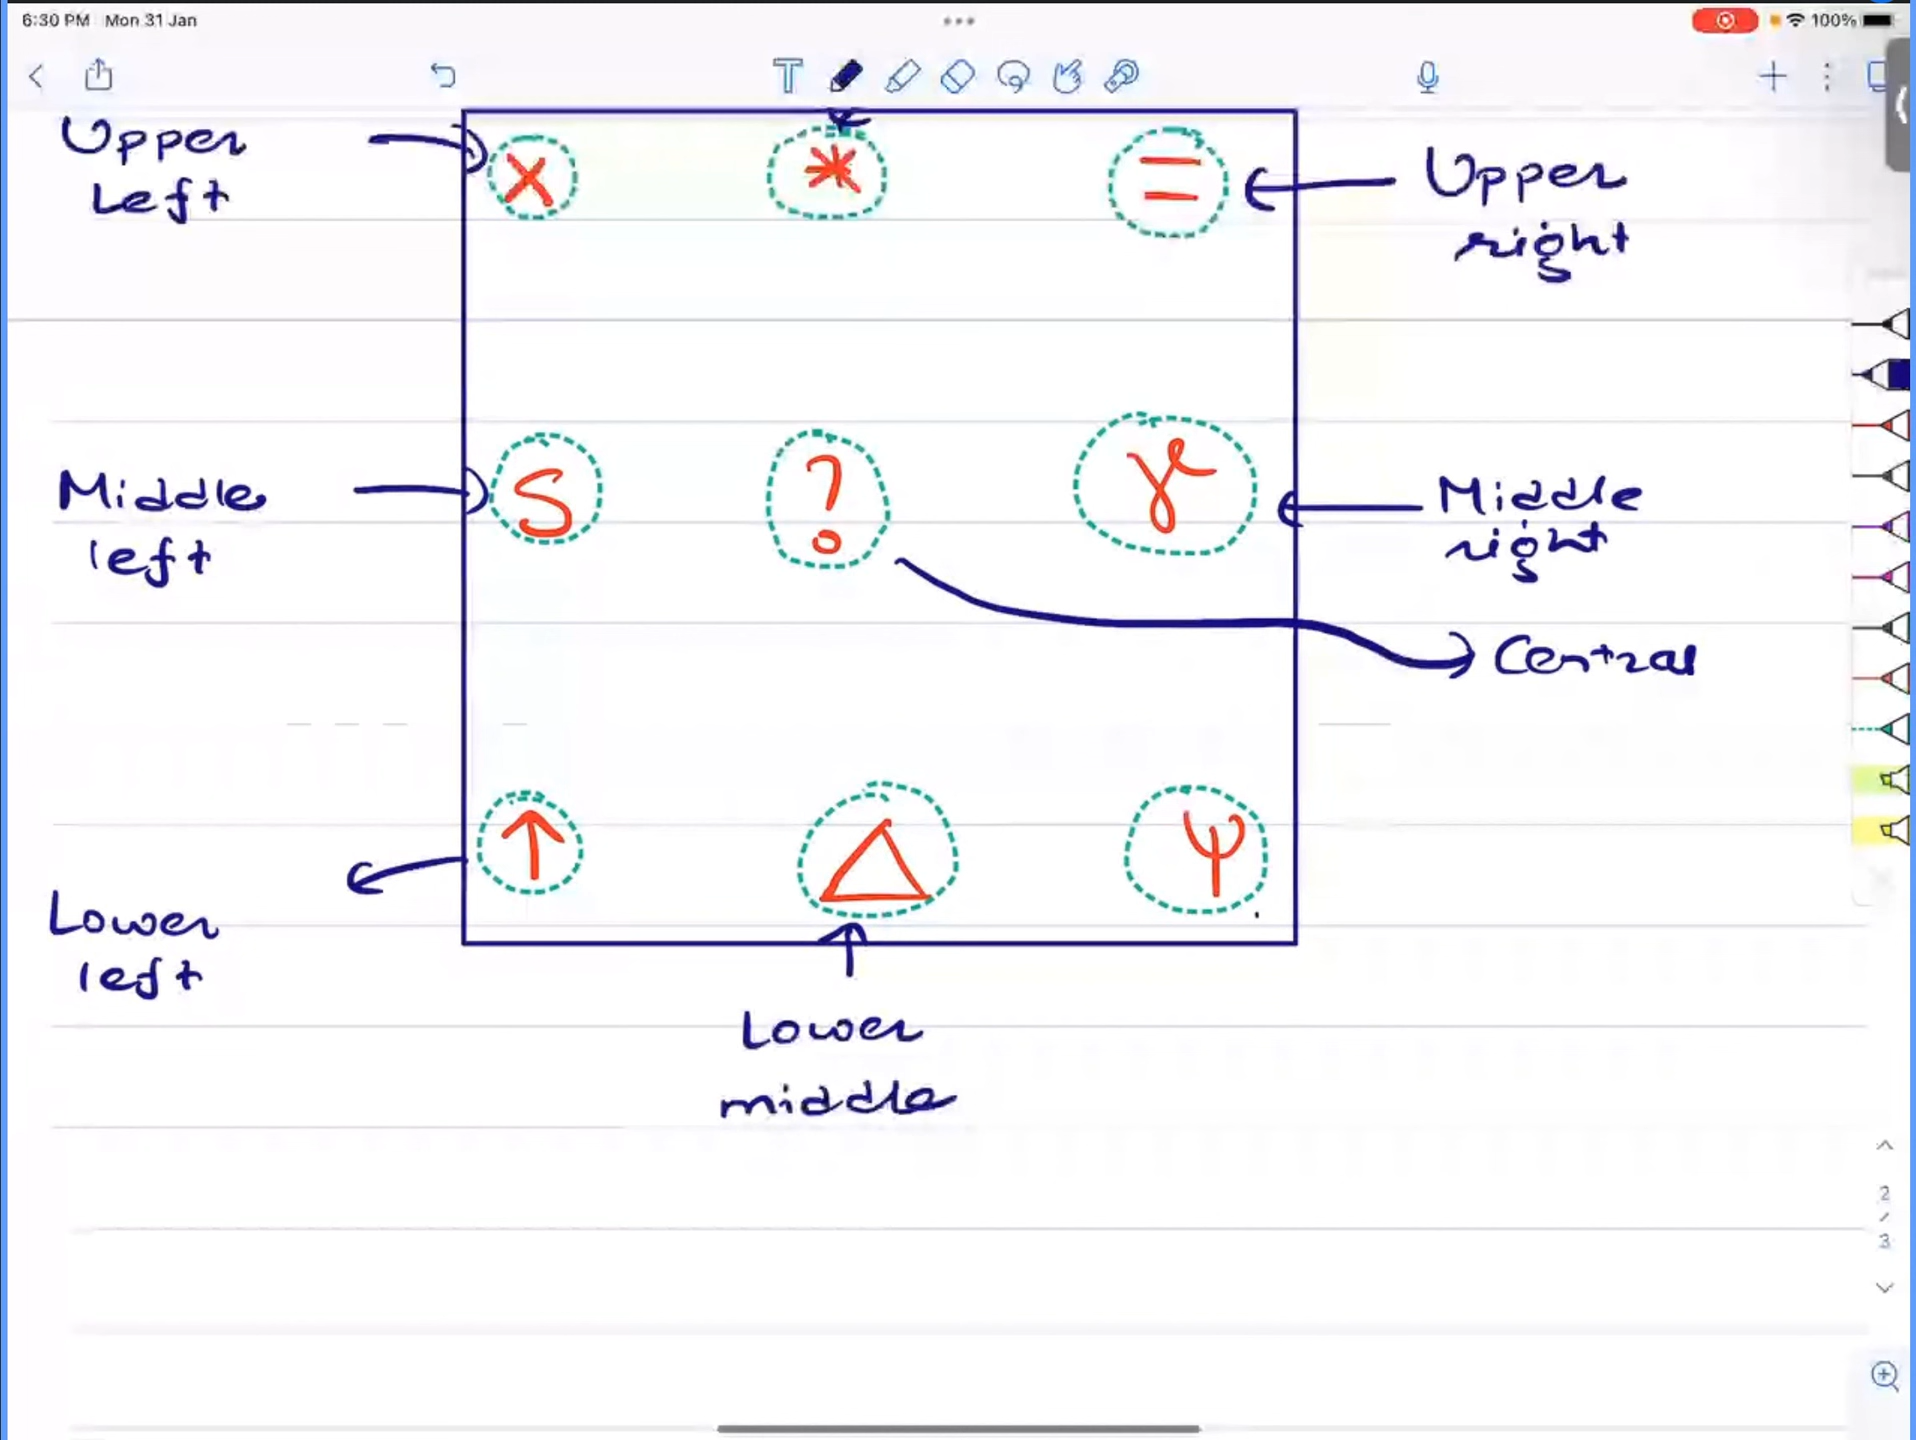 6:30 PM Mon 31 Jan
100%
T
Upper
Left
×
*
=
Upper
right
Middle
left
S
?
γ
Middle
right
Central
↑
△
ψ
Lower
left
Lower
middle
2
/
3